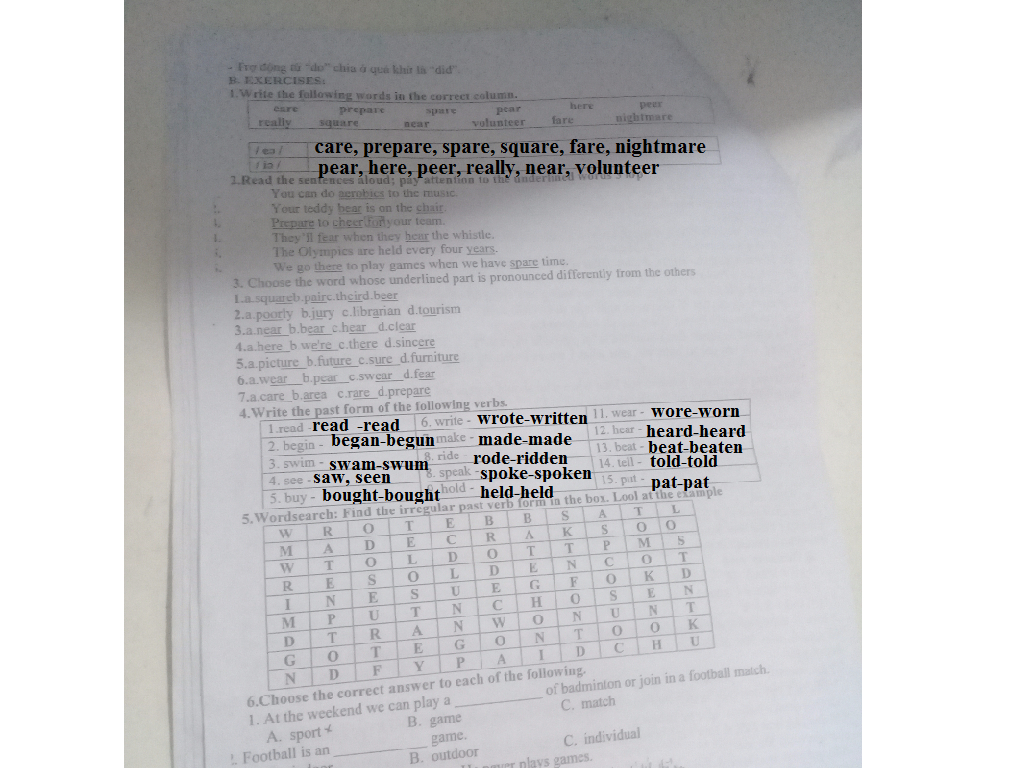 - Trợ động từ "do" chia ở quá khứ là "did".
B. EXERCISES:
1.Write the following words in the correct column.
care prepare spare pear here peer
really square near volunteer fare nightmare
/ eə / care, prepare, spare, square, fare, nightmare
/ iə / pear, here, peer, really, near, volunteer
2.Read the sentences aloud; pay attention to the underlined words
You can do aerobics to the music.
Your teddy bear is on the chair.
Prepare to cheer your team.
They'll fear when they hear the whistle.
The Olympics are held every four years.
We go there to play games when we have spare time.
3. Choose the word whose underlined part is pronounced differently from the others
1.a.square b.pair c.their d.beer
2.a.poorly b.jury c.librarian d.tourism
3.a.near b.bear c.hear d.clear
4.a.here b.we're c.there d.sincere
5.a.picture b.future c.sure d.furniture
6.a.wear b.pear c.swear d.fear
7.a.care b.area c.rare d.prepare
4.Write the past form of the following verbs.
1.read - read -read 6. write - wrote-written 11. wear - wore-worn
2. begin - began-begun make - made-made 12. hear - heard-heard
3. swim - swam-swum 8. ride - rode-ridden 13. beat - beat-beaten
4. see - saw, seen 8. speak - spoke-spoken 14. tell - told-told
5. buy - bought-bought hold - held-held 15. put - pat-pat
5.Wordsearch: Find the irregular past verb form in the box. Lool at the example
W R O T E B B S A T L
M A D E C R A K S O O
W T O L D O T T P M S
R E S O L D E N C O T
I N E S U E G F O K D
M P U T N C H O S E N
D T R A N W O N U N T
G O T E G O N T O O K
N D F Y P A I D C H U
6.Choose the correct answer to each of the following.
1. At the weekend we can play a ____________ of badminton or join in a football match.
A. sport B. game C. match
Football is an ____________ game.
B. outdoor C. individual
never plays games.